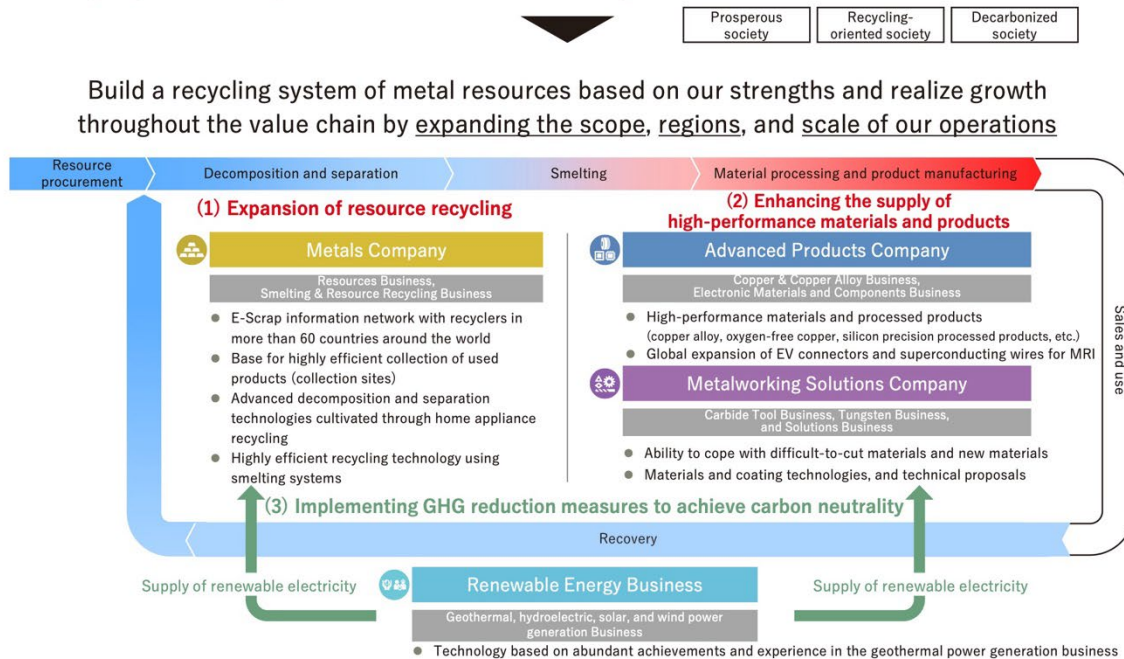 Prosperous
society
Recycling-
oriented society
Decarbonized
society
Build a recycling system of metal resources based on our strengths and realize growth
throughout the value chain by expanding the scope, regions, and scale of our operations
Resource
procurement
Decomposition and separation
Smelting
Material processing and product manufacturing
Sales and use
(1) Expansion of resource recycling
Metals Company
Resources Business,
Smelting & Resource Recycling Business
E-Scrap information network with recyclers in
more than 60 countries around the world
Base for highly efficient collection of used
products (collection sites)
Advanced decomposition and separation
technologies cultivated through home appliance
recycling
Highly efficient recycling technology using
smelting systems
(2) Enhancing the supply of
high-performance materials and products
Advanced Products Company
Copper & Copper Alloy Business,
Electronic Materials and Components Business
High-performance materials and processed products
(copper alloy, oxygen-free copper, silicon precision processed products, etc.)
Global expansion of EV connectors and superconducting wires for MRI
Metalworking Solutions Company
Carbide Tool Business, Tungsten Business,
and Solutions Business
Ability to cope with difficult-to-cut materials and new materials
Materials and coating technologies, and technical proposals
(3) Implementing GHG reduction measures to achieve carbon neutrality
Recovery
Supply of renewable electricity
Renewable Energy Business
Supply of renewable electricity
Geothermal, hydroelectric, solar, and wind power
generation Business
Technology based on abundant achievements and experience in the geothermal power generation business